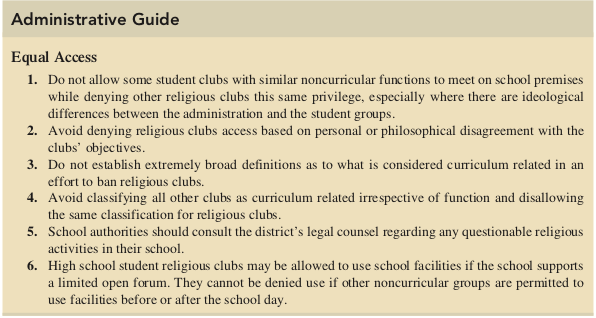 Administrative Guide
Equal Access
1. Do not allow some student clubs with similar noncurricular functions to meet on school premises
while denying other religious clubs this same privilege, especially where there are ideological
differences between the administration and the student groups.
2. Avoid denying religious clubs access based on personal or philosophical disagreement with the
clubs’ objectives.
3. Do not establish extremely broad definitions as to what is considered curriculum related in an
effort to ban religious clubs.
4. Avoid classifying all other clubs as curriculum related irrespective of function and disallowing
the same classification for religious clubs.
5. School authorities should consult the district’s legal counsel regarding any questionable religious
activities in their school.
6. High school student religious clubs may be allowed to use school facilities if the school supports
a limited open forum. They cannot be denied use if other noncurricular groups are permitted to
use facilities before or after the school day.